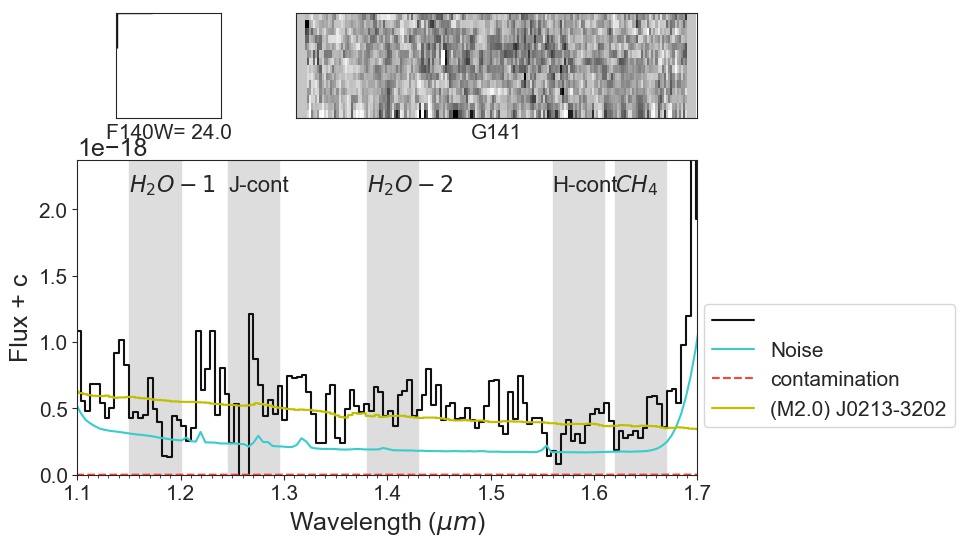 F140W= 24.0
G141
1e−18
H₂O − 1
J-cont
H₂O − 2
H-cont
CH₄
2.0
1.5
1.0
0.5
0.0
Flux + c
1.1
1.2
1.3
1.4
1.5
1.6
1.7
Wavelength (μm)
Noise
contamination
(M2.0) J0213-3202